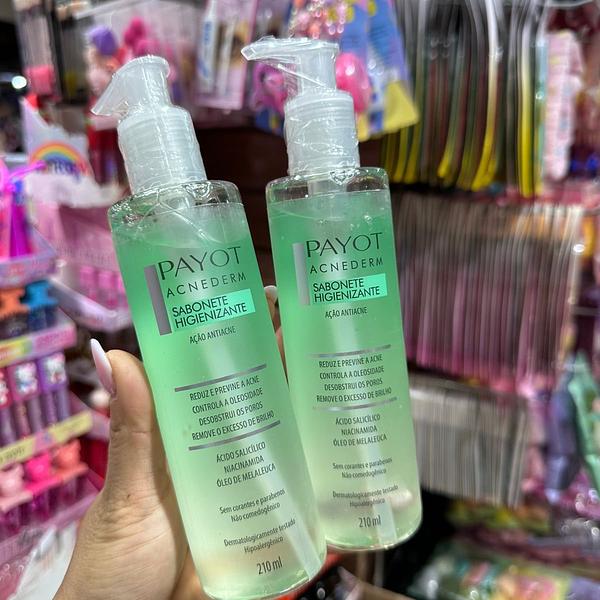 PAYOT
ACNEDERM
SABONETE
HIGIENIZANTE
AÇÃO ANTIACNE
REDUZ E PREVINE A ACNE
CONTROLA A OLEOSIDADE
DESOBSTRUI OS POROS
REMOVE O EXCESSO DE BRILHO
ÁCIDO SALICÍLICO
NIACINAMIDA
ÓLEO DE MELALEUCA
Sem corantes e parabenos
Não-comedogênico
Dermatologicamente testado
Hipoalergênico
210 ml
PAYOT
ACNEDERM
SABONETE
HIGIENIZANTE
AÇÃO ANTIACNE
REDUZ E PREVINE A ACNE
CONTROLA A OLEOSIDADE
DESOBSTRUI OS POROS
REMOVE O EXCESSO DE BRILHO
ÁCIDO SALICÍLICO
NIACINAMIDA
ÓLEO DE MELALEUCA
Sem corantes e parabenos
Não-comedogênico
Dermatologicamente testado
Hipoalergênico
210 ml